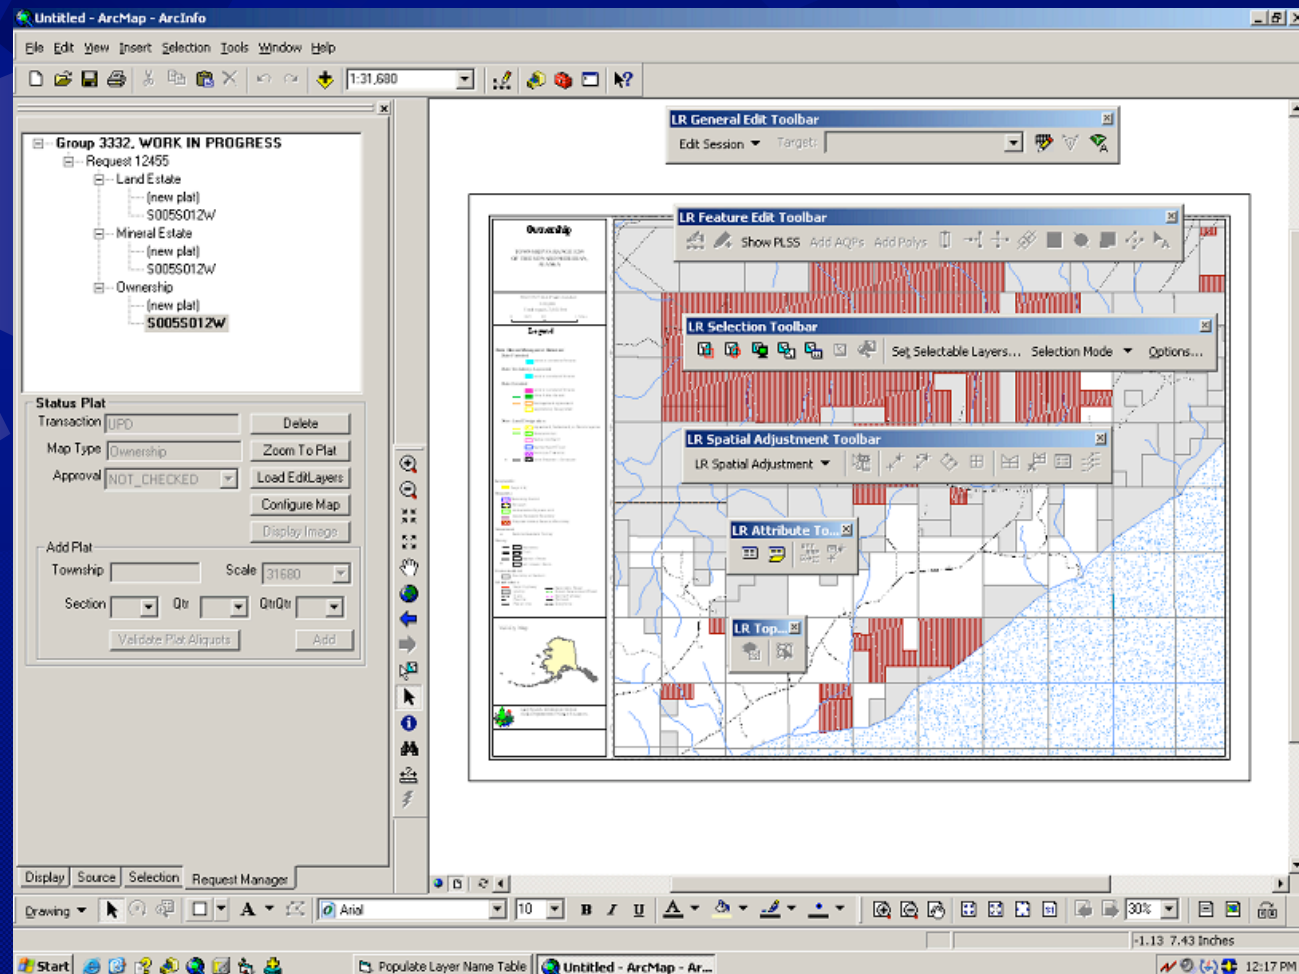 Untitled - ArcMap - ArcInfo
File Edit View Insert Selection Tools Window Help
1:31,680
Group 3332, WORK IN PROGRESS
Request 12455
Land Estate
(new plat)
S005S012W
Mineral Estate
(new plat)
S005S012W
Ownership
(new plat)
S005S012W
Status Plat
Transaction UPD Delete
Map Type Ownership Zoom To Plat
Approval NOT_CHECKED Load EditLayers
Configure Map
Display Image
Add Plat
Township Scale 31680
Section Qtr QtrQtr
Validate Plat Aliquots Add
Display Source Selection Request Manager
LR General Edit Toolbar
Edit Session Target:
LR Feature Edit Toolbar
Show PLSS Add AQPs Add Polys
LR Selection Toolbar
Set Selectable Layers... Selection Mode Options...
LR Spatial Adjustment Toolbar
LR Spatial Adjustment
LR Attribute To...
LR Top...
Ownership
Legend
Drawing A Arial 10 B I U A 30%
-1.13 7.43 Inches
Start Populate Layer Name Table Untitled - ArcMap - Ar... 12:17 PM